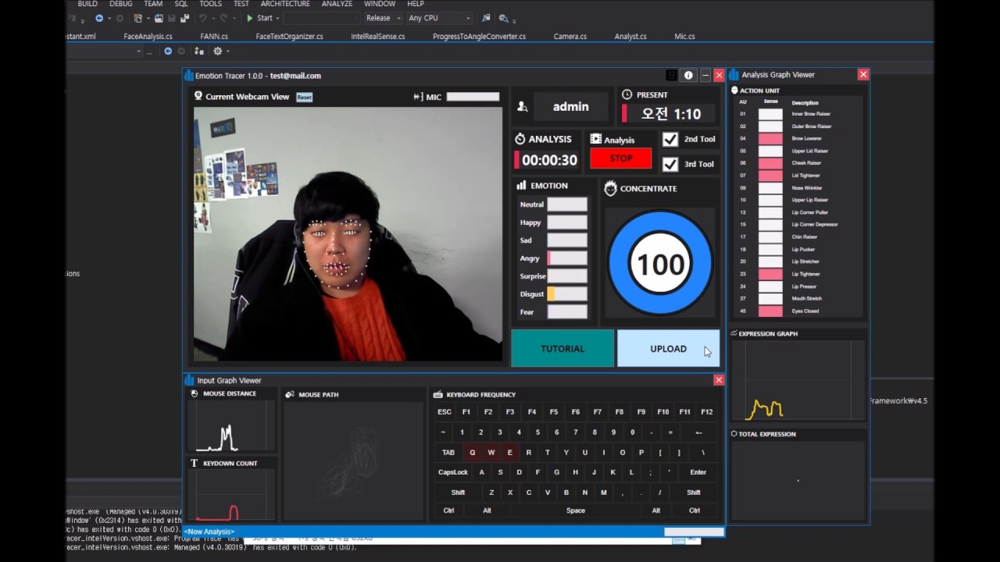 BUILD DEBUG TEAM SQL TOOLS TEST ARCHITECTURE ANALYZE WINDOW HELP
Start Release Any CPU
stant.xml FaceAnalysis.cs FANN.cs FaceTextOrganizer.cs IntelRealSense.cs ProgressToAngleConverter.cs Camera.cs Analyst.cs Mic.cs
...
Emotion Tracer 1.0.0 - test@mail.com
Current Webcam View Reset MIC
admin
PRESENT
오전 1:10
ANALYSIS
00:00:30
Analysis
STOP
2nd Tool
3rd Tool
EMOTION
Neutral
Happy
Sad
Angry
Surprise
Disgust
Fear
CONCENTRATE
100
TUTORIAL UPLOAD
Analysis Graph Viewer
ACTION UNIT
AU Sense Description
01 Inner Brow Raiser
02 Outer Brow Raiser
04 Brow Lowerer
05 Upper Lid Raiser
06 Cheek Raiser
07 Lid Tightener
09 Nose Wrinkler
10 Upper Lip Raiser
12 Lip Corner Puller
15 Lip Corner Depressor
17 Chin Raiser
18 Lip Pucker
20 Lip Stretcher
23 Lip Tightener
24 Lip Pressor
27 Mouth Stretch
45 Eyes Closed
EXPRESSION GRAPH
TOTAL EXPRESSION
sions
Framework₩v4.5
Input Graph Viewer
MOUSE DISTANCE
KEYDOWN COUNT
MOUSE PATH
KEYBOARD FREQUENCY
ESC F1 F2 F3 F4 F5 F6 F7 F8 F9 F10 F11 F12
~ 1 2 3 4 5 6 7 8 9 0 - = ←
TAB Q W E R T Y U I O P [ ] \
CapsLock A S D F G H J K L ; ' Enter
Shift Z X C V B N M , . / Shift
Ctrl Alt Space Alt Ctrl
<Now Analysis>
vshost.exe' (Managed (v4.0.30319)
Window' (0x2314) has exited with
c) has exited with code 0 (0x0).
racer_intelVersion.vshost.exe: Program Trace' has
racer_intelVersion.vshost.exe: Managed (v4.0.30319)' has exited with code 0 (0x0).